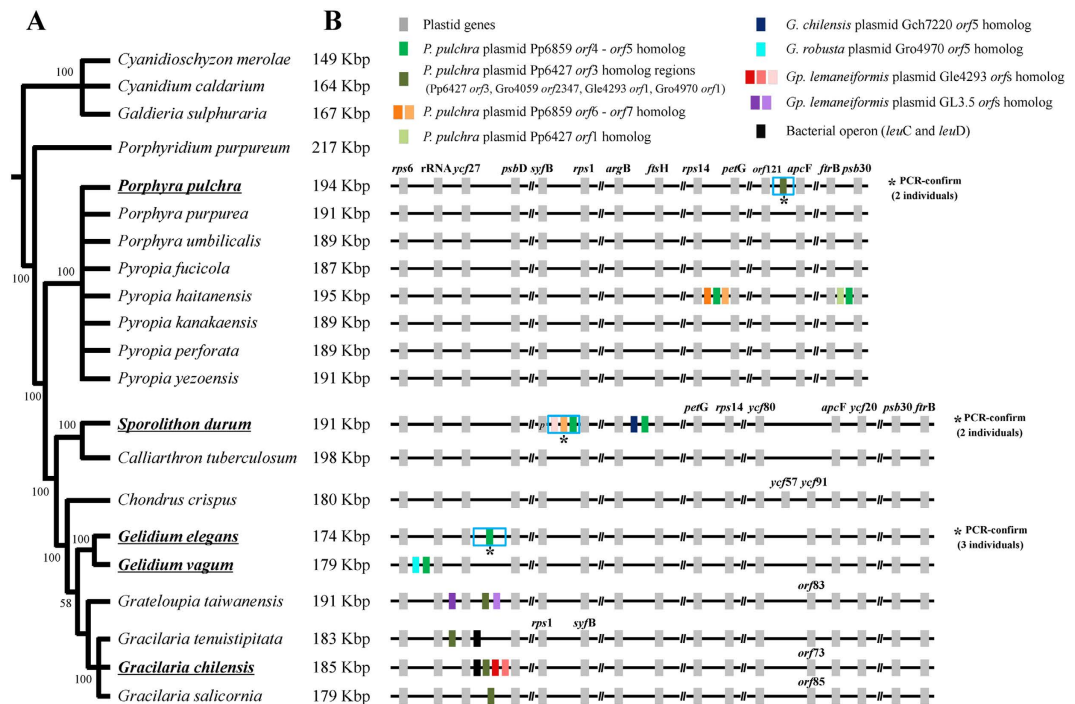 A
B
Plastid genes
P. pulchra plasmid Pp6859 orf4 - orf5 homolog
P. pulchra plasmid Pp6427 orf3 homolog regions
(Pp6427 orf3, Gro4059 orf2347, Gle4293 orf1, Gro4970 orf1)
P. pulchra plasmid Pp6859 orf6 - orf7 homolog
P. pulchra plasmid Pp6427 orf1 homolog
G. chilensis plasmid Gch7220 orf5 homolog
G. robusta plasmid Gro4970 orf5 homolog
Gp. lemaneiformis plasmid Gle4293 orfs homolog
Gp. lemaneiformis plasmid GL3.5 orfs homolog
Bacterial operon (leuC and leuD)
100
Cyanidioschyzon merolae 149 Kbp
Cyanidium caldarium 164 Kbp
Galdieria sulphuraria 167 Kbp
Porphyridium purpureum 217 Kbp
rps6 rRNA ycf27 psbD syfB rps1 argB ftsH rps14 petG orf121 apcF ftrB psb30
Porphyra pulchra 194 Kbp
* PCR-confirm
(2 individuals)
*
Porphyra purpurea 191 Kbp
Porphyra umbilicalis 189 Kbp
100
100
Pyropia fucicola 187 Kbp
Pyropia haitanensis 195 Kbp
Pyropia kanakaensis 189 Kbp
Pyropia perforata 189 Kbp
100
Pyropia yezoensis 191 Kbp
petG rps14 ycf80 apcF ycf20 psb30 ftrB
100
Sporolithon durum 191 Kbp
p
* PCR-confirm
(2 individuals)
*
Calliarthron tuberculosum 198 Kbp
100
ycf57 ycf91
Chondrus crispus 180 Kbp
100
100
Gelidium elegans 174 Kbp
* PCR-confirm
(3 individuals)
*
Gelidium vagum 179 Kbp
58
orf83
Grateloupia taiwanensis 191 Kbp
rps1 syfB
Gracilaria tenuistipitata 183 Kbp
orf73
100
Gracilaria chilensis 185 Kbp
orf85
Gracilaria salicornia 179 Kbp
100